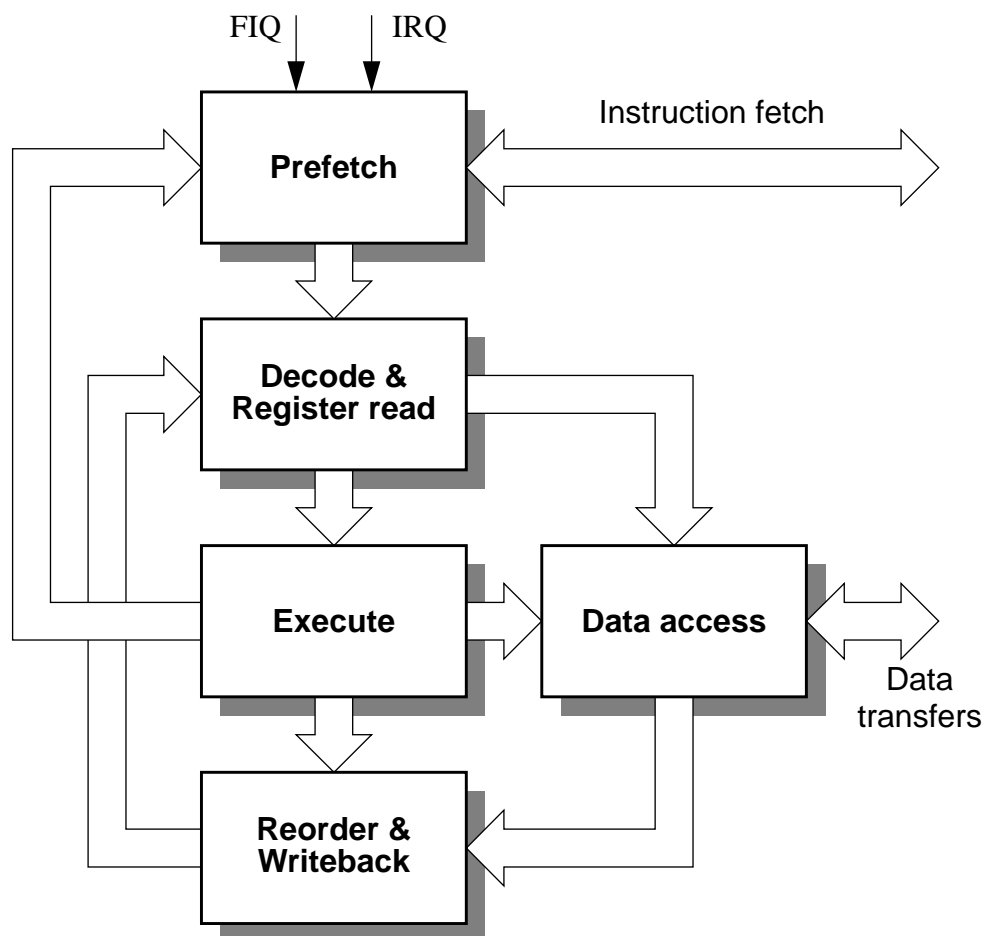 FIQ IRQ
Instruction fetch
Prefetch
Decode &
Register read
Execute
Data access
Data
transfers
Reorder &
Writeback